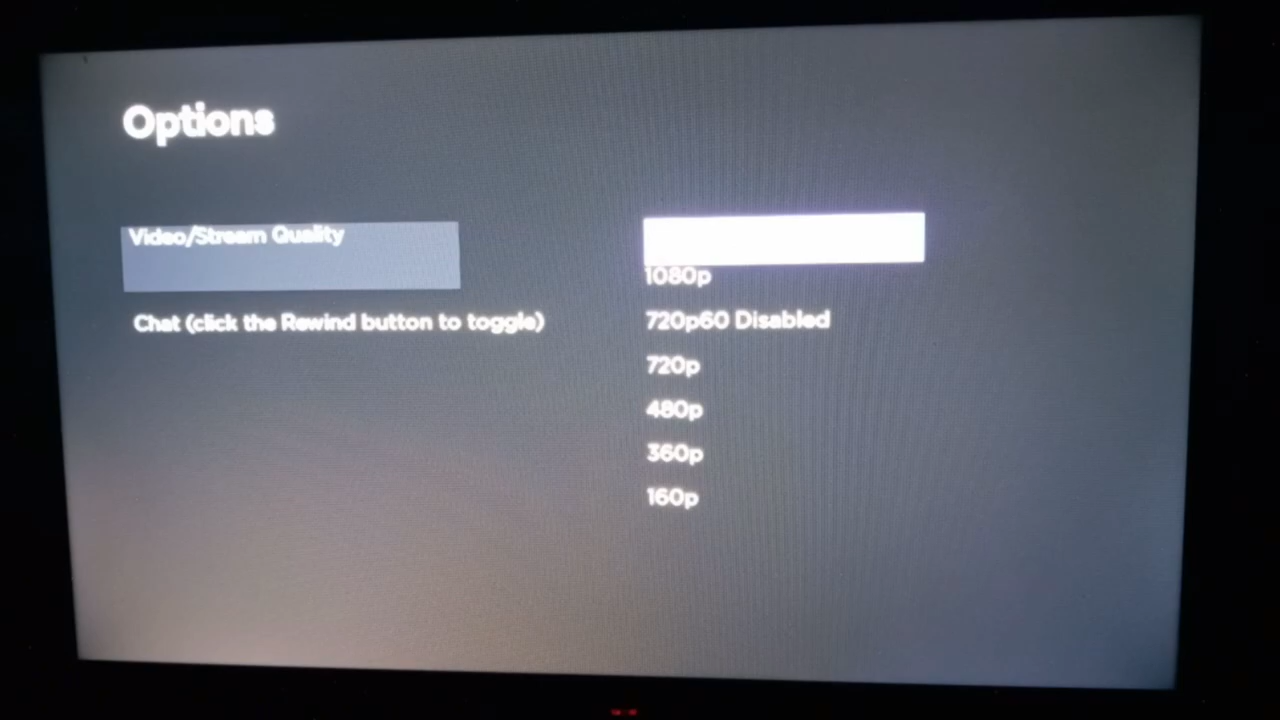 Options
Video/Stream Quality
Chat (click the Rewind button to toggle)
1080p
720p60 Disabled
720p
480p
360p
160p